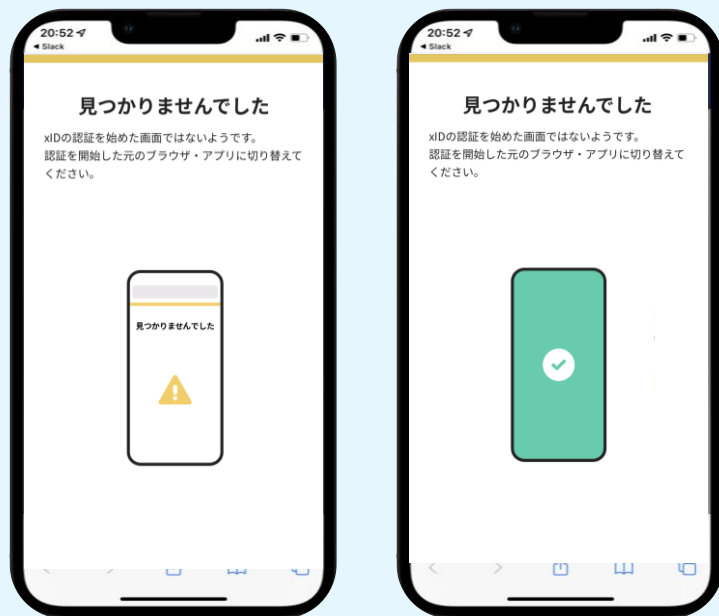 20:52
◀ Slack
見つかりませんでした
xIDの認証を始めた画面ではないようです。
認証を開始した元のブラウザ・アプリに切り替えて
ください。
見つかりませんでした
20:52
◀ Slack
見つかりませんでした
xIDの認証を始めた画面ではないようです。
認証を開始した元のブラウザ・アプリに切り替えて
ください。